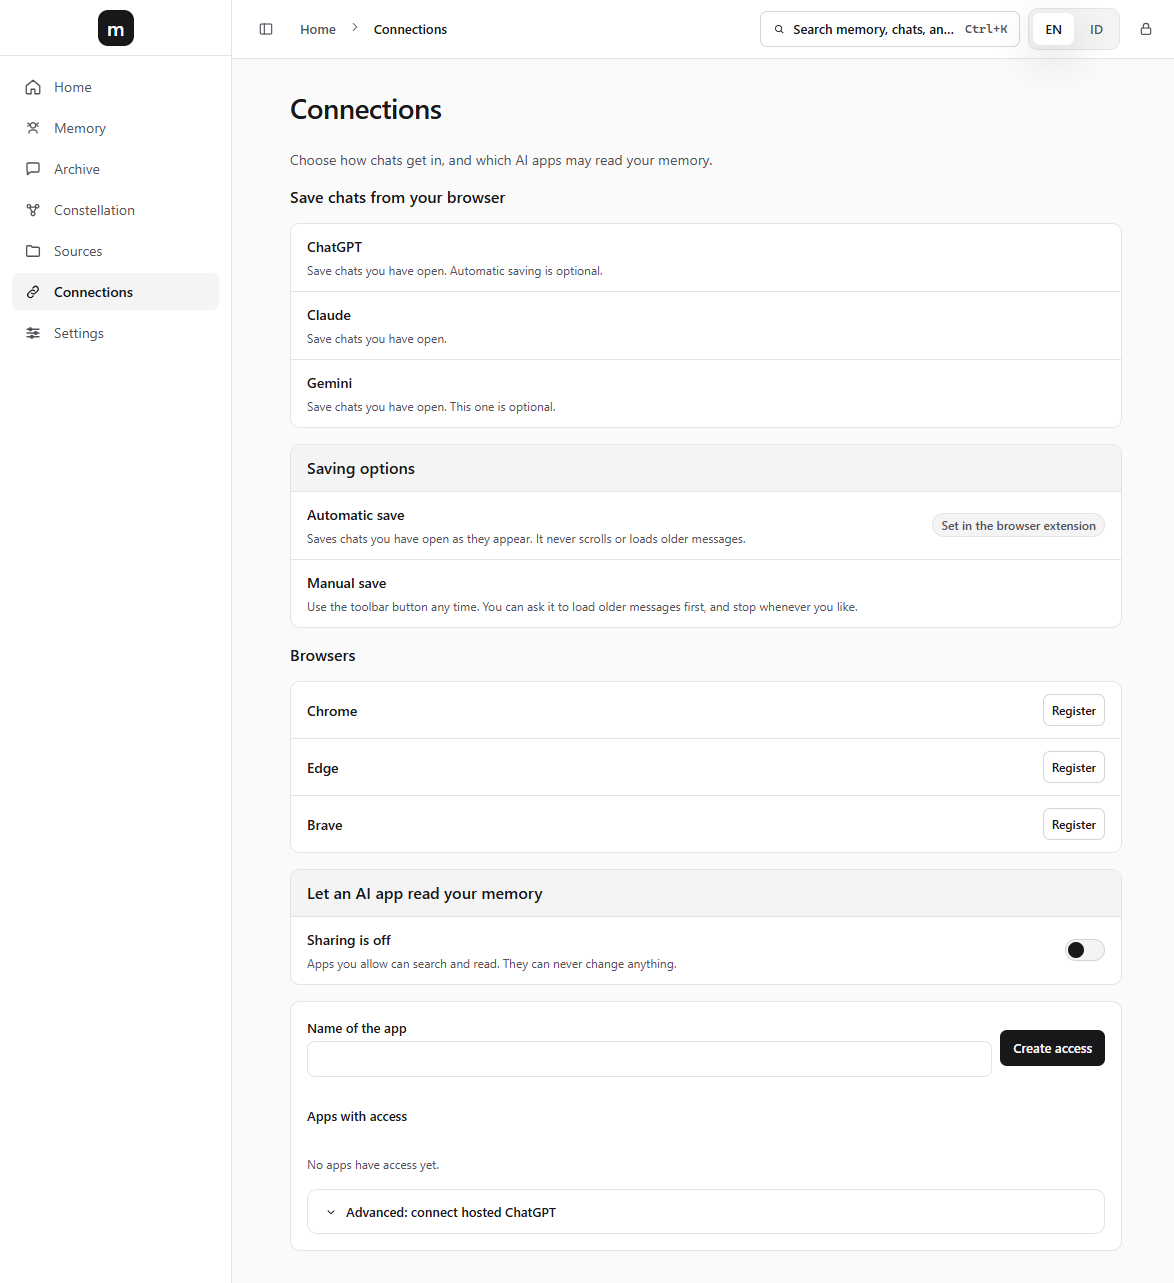 m
Home
Connections
Search memory, chats, an...
Ctrl+K
EN
ID
Home
Memory
Archive
Constellation
Sources
Connections
Settings
Connections
Choose how chats get in, and which AI apps may read your memory.
Save chats from your browser
ChatGPT
Save chats you have open. Automatic saving is optional.
Claude
Save chats you have open.
Gemini
Save chats you have open. This one is optional.
Saving options
Automatic save
Saves chats you have open as they appear. It never scrolls or loads older messages.
Set in the browser extension
Manual save
Use the toolbar button any time. You can ask it to load older messages first, and stop whenever you like.
Browsers
Chrome
Register
Edge
Register
Brave
Register
Let an AI app read your memory
Sharing is off
Apps you allow can search and read. They can never change anything.
Name of the app
Create access
Apps with access
No apps have access yet.
Advanced: connect hosted ChatGPT